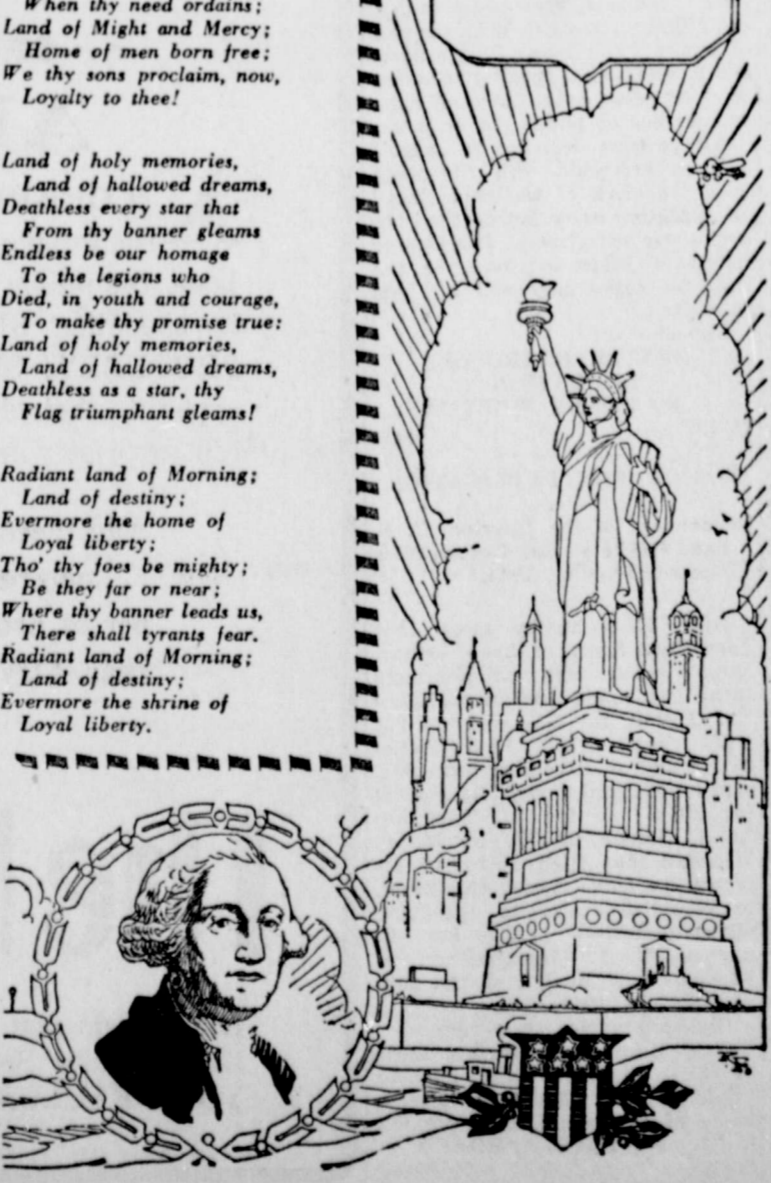 When thy need ordains;
Land of Might and Mercy;
Home of men born free;
We thy sons proclaim, now,
Loyalty to thee!
Land of holy memories,
Land of hallowed dreams,
Deathless every star that
From thy banner gleams
Endless be our homage
To the legions who
Died, in youth and courage,
To make thy promise true:
Land of holy memories,
Land of hallowed dreams,
Deathless as a star, thy
Flag triumphant gleams!
Radiant land of Morning;
Land of destiny;
Evermore the home of
Loyal liberty;
Tho' thy foes be mighty;
Be they far or near;
Where thy banner leads us,
There shall tyrants fear.
Radiant land of Morning;
Land of destiny;
Evermore the shrine of
Loyal liberty.